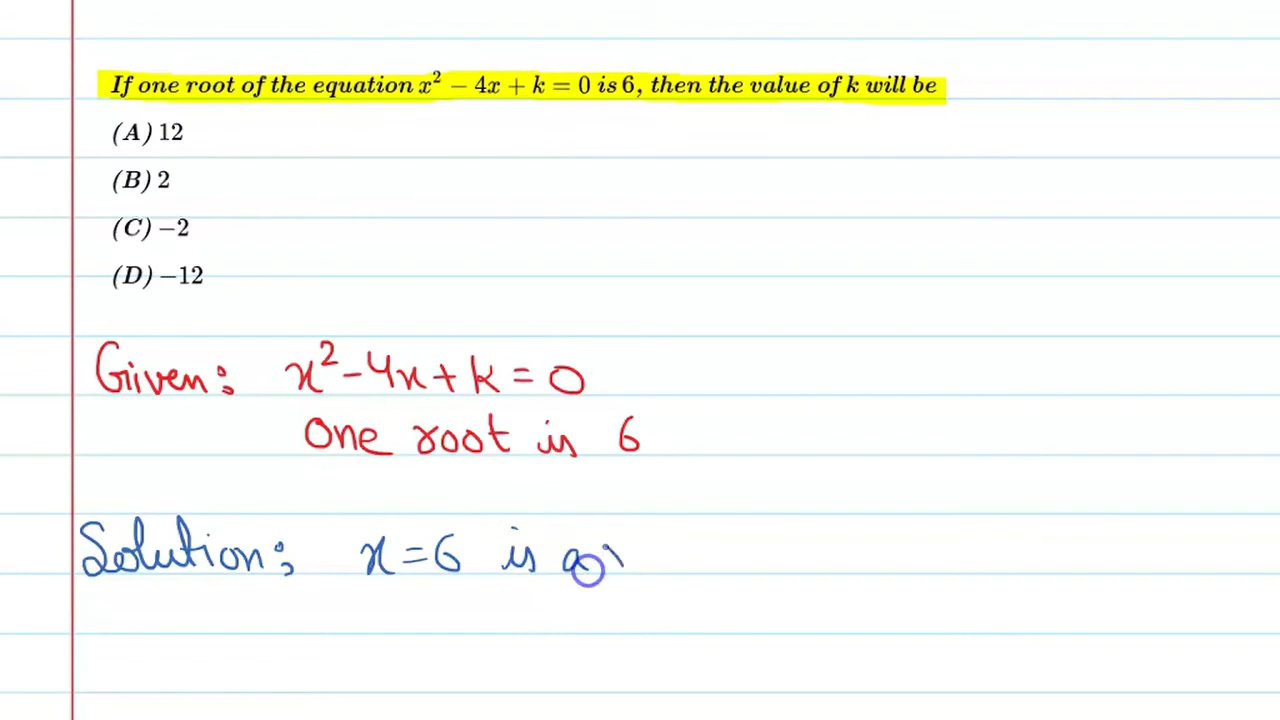 If one root of the equation x² − 4x + k = 0 is 6, then the value of k will be
(A) 12
(B) 2
(C) −2
(D) −12
Given: x² - 4x + k = 0
One root is 6
Solution: x = 6 is a